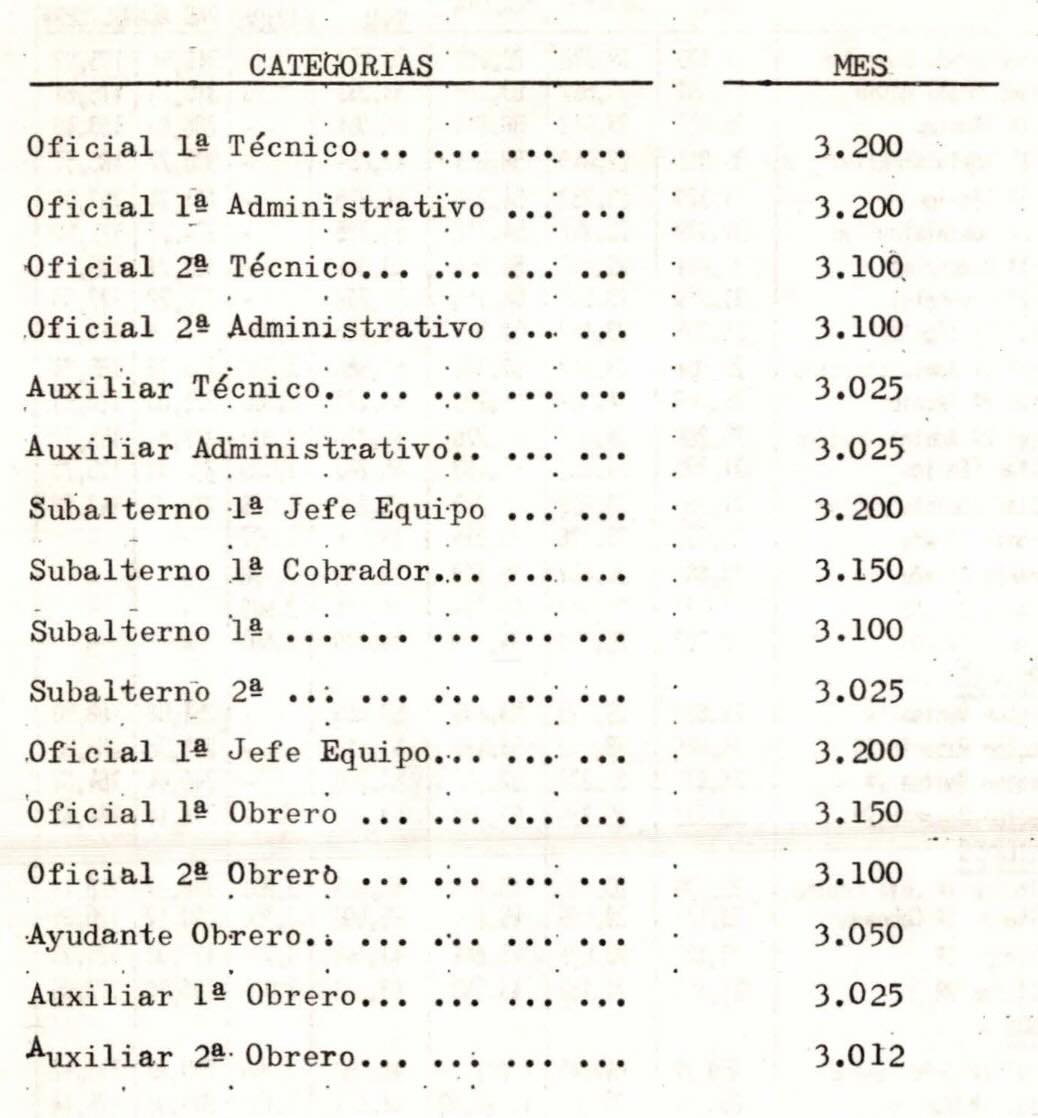 CATEGORIAS MES
Oficial 1ª Técnico... ... ... ... 3.200
Oficial 1ª Administrativo ... ... 3.200
Oficial 2ª Técnico... ... ... ... 3.100
Oficial 2ª Administrativo ... ... 3.100
Auxiliar Técnico. ... ... ... ... 3.025
Auxiliar Administrativo.. ... ... 3.025
Subalterno 1ª Jefe Equipo ... ... 3.200
Subalterno 1ª Cobrador... ... ... 3.150
Subalterno 1ª ... ... ... ... ... 3.100
Subalterno 2ª ... ... ... ... ... 3.025
Oficial 1ª Jefe Equipo... ... ... 3.200
Oficial 1ª Obrero ... ... ... ... 3.150
Oficial 2ª Obrero ... ... ... ... 3.100
Ayudante Obrero.. ... ... ... ... 3.050
Auxiliar 1ª Obrero... ... ... ... 3.025
Auxiliar 2ª Obrero... ... ... ... 3.012